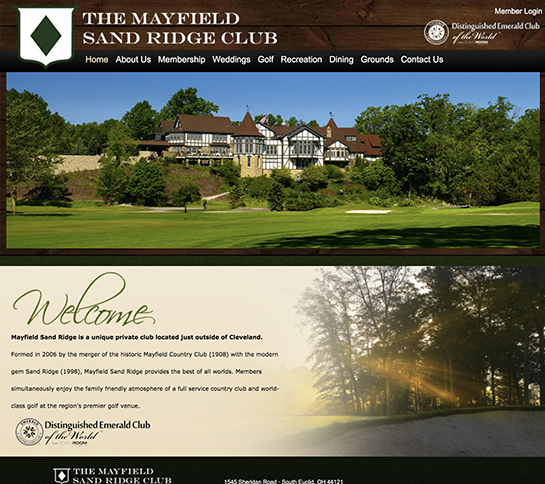 Member Login
THE MAYFIELD
SAND RIDGE CLUB
Distinguished Emerald Club
of the World
ROOM
Home About Us Membership Weddings Golf Recreation Dining Grounds Contact Us
Welcome
Mayfield Sand Ridge is a unique private club located just outside of Cleveland.
Formed in 2006 by the merger of the historic Mayfield Country Club (1908) with the modern
gem Sand Ridge (1998), Mayfield Sand Ridge provides the best of all worlds. Members
simultaneously enjoy the family friendly atmosphere of a full service country club and world-
class golf at the region's premier golf venue.
Distinguished Emerald Club
of the World
ROOM
THE MAYFIELD
SAND RIDGE CLUB
1545 Sheridan Road · South Euclid, OH 44121